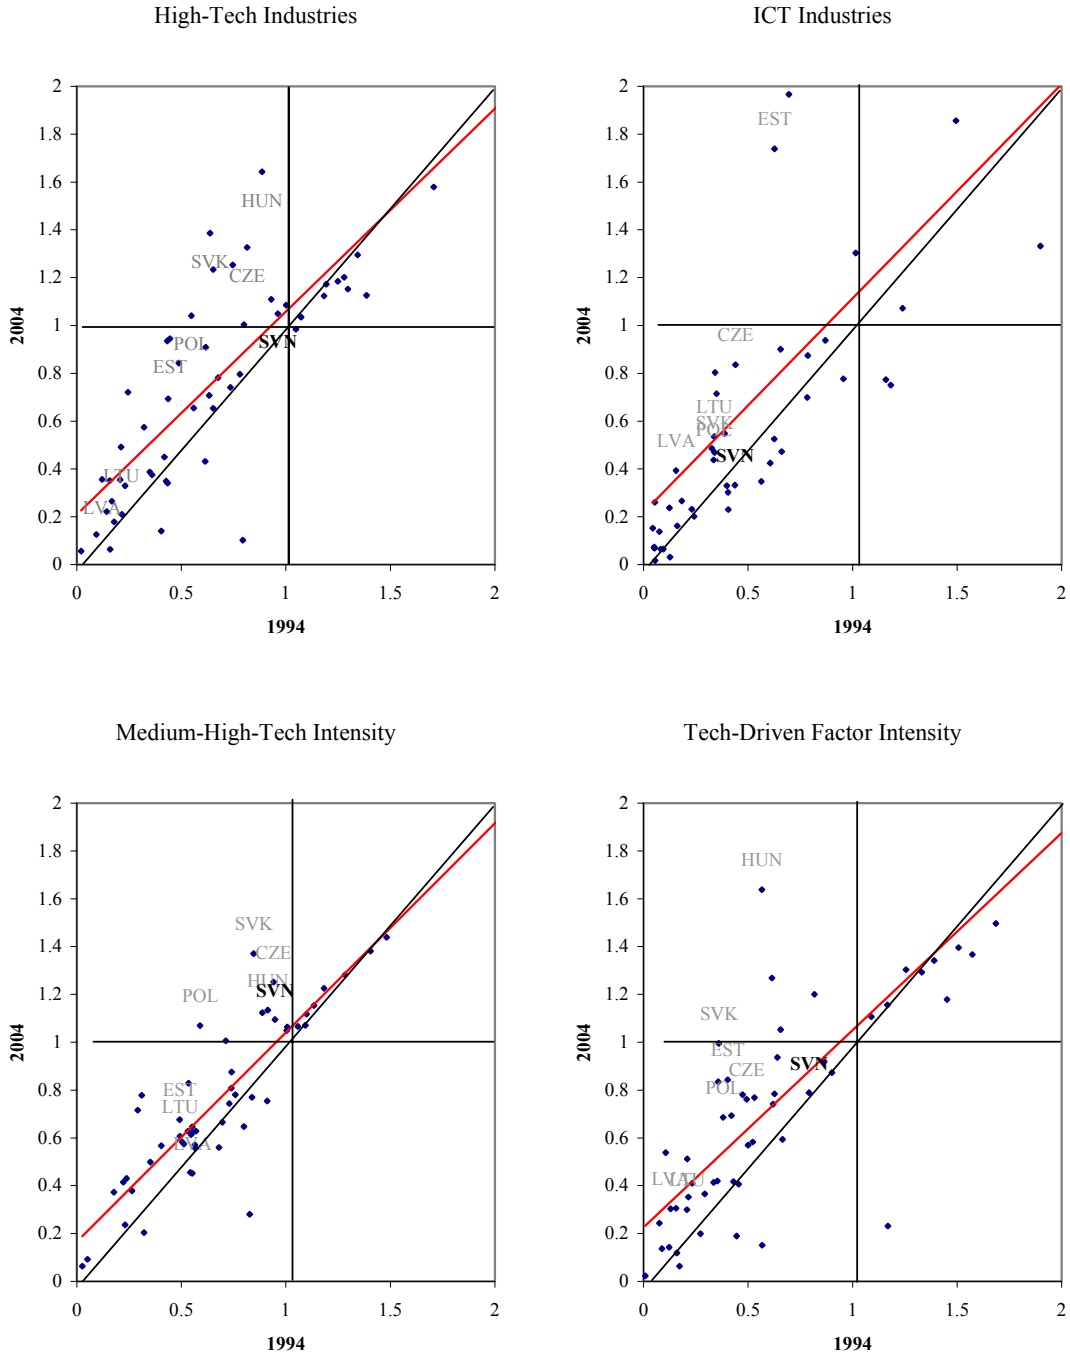 High-Tech Industries
2
1.8
1.6
1.4
1.2
1
0.8
0.6
0.4
0.2
0
2004
HUN
SVK
CZE
SVN
POL
EST
LTU
LVA
0 0.5 1 1.5 2
1994
ICT Industries
2
1.8
1.6
1.4
1.2
1
0.8
0.6
0.4
0.2
0
2004
EST
CZE
LTU
SVK
POL
LVA
SVN
0 0.5 1 1.5 2
1994
Medium-High-Tech Intensity
2
1.8
1.6
1.4
1.2
1
0.8
0.6
0.4
0.2
0
2004
SVK
CZE
HUN
SVN
POL
EST
LTU
LVA
0 0.5 1 1.5 2
1994
Tech-Driven Factor Intensity
2
1.8
1.6
1.4
1.2
1
0.8
0.6
0.4
0.2
0
2004
HUN
SVK
EST
SVN
CZE
POL
LVA LTU
0 0.5 1 1.5 2
1994